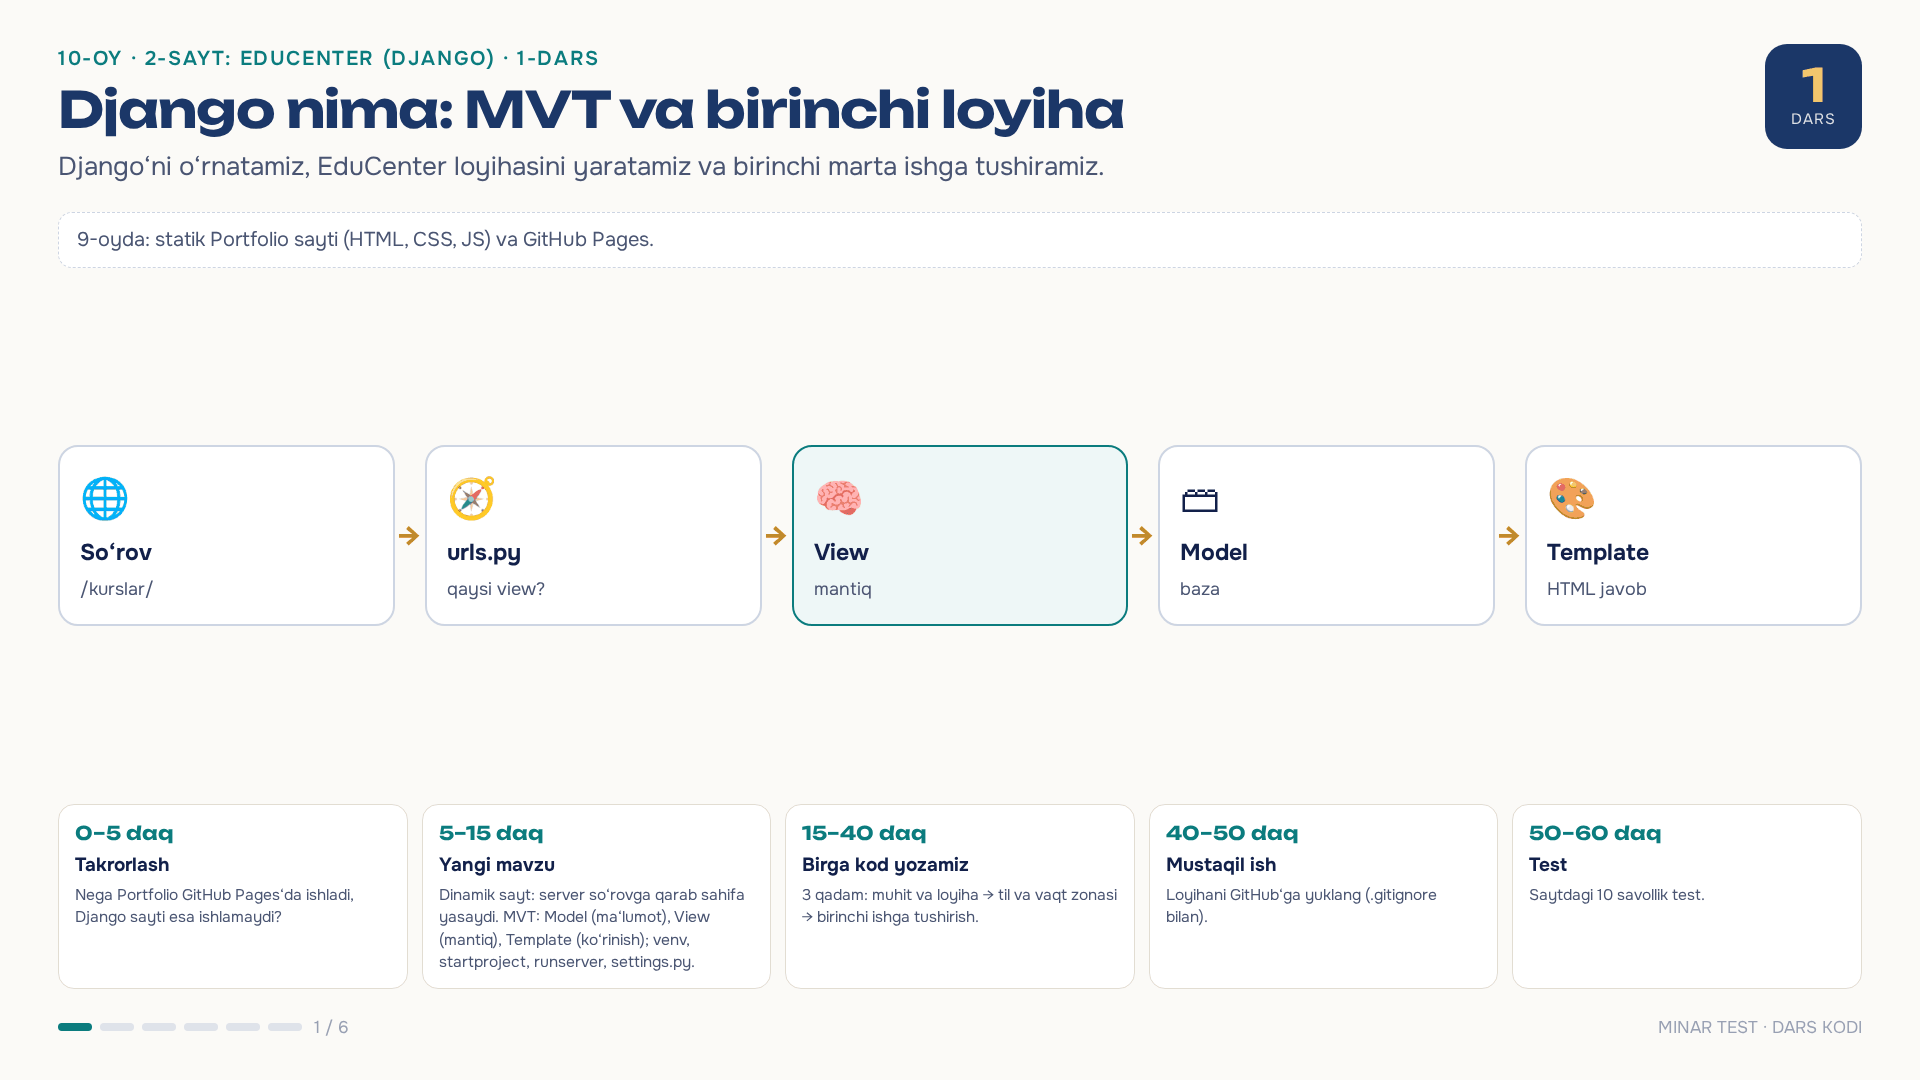 10-OY · 2-SAYT: EDUCENTER (DJANGO) · 1-DARS
Django nima: MVT va birinchi loyiha
Django‘ni o‘rnatamiz, EduCenter loyihasini yaratamiz va birinchi marta ishga tushiramiz.
1
DARS
9-oyda: statik Portfolio sayti (HTML, CSS, JS) va GitHub Pages.
So‘rov
/kurslar/
→
urls.py
qaysi view?
→
View
mantiq
→
Model
baza
→
Template
HTML javob
0–5 daq
Takrorlash
Nega Portfolio GitHub Pages‘da ishladi,
Django sayti esa ishlamaydi?
5–15 daq
Yangi mavzu
Dinamik sayt: server so‘rovga qarab sahifa
yasaydi. MVT: Model (ma‘lumot), View
(mantiq), Template (ko‘rinish); venv,
startproject, runserver, settings.py.
15–40 daq
Birga kod yozamiz
3 qadam: muhit va loyiha → til va vaqt zonasi
→ birinchi ishga tushirish.
40–50 daq
Mustaqil ish
Loyihani GitHub‘ga yuklang (.gitignore
bilan).
50–60 daq
Test
Saytdagi 10 savollik test.
1 / 6
MINAR TEST · DARS KODI